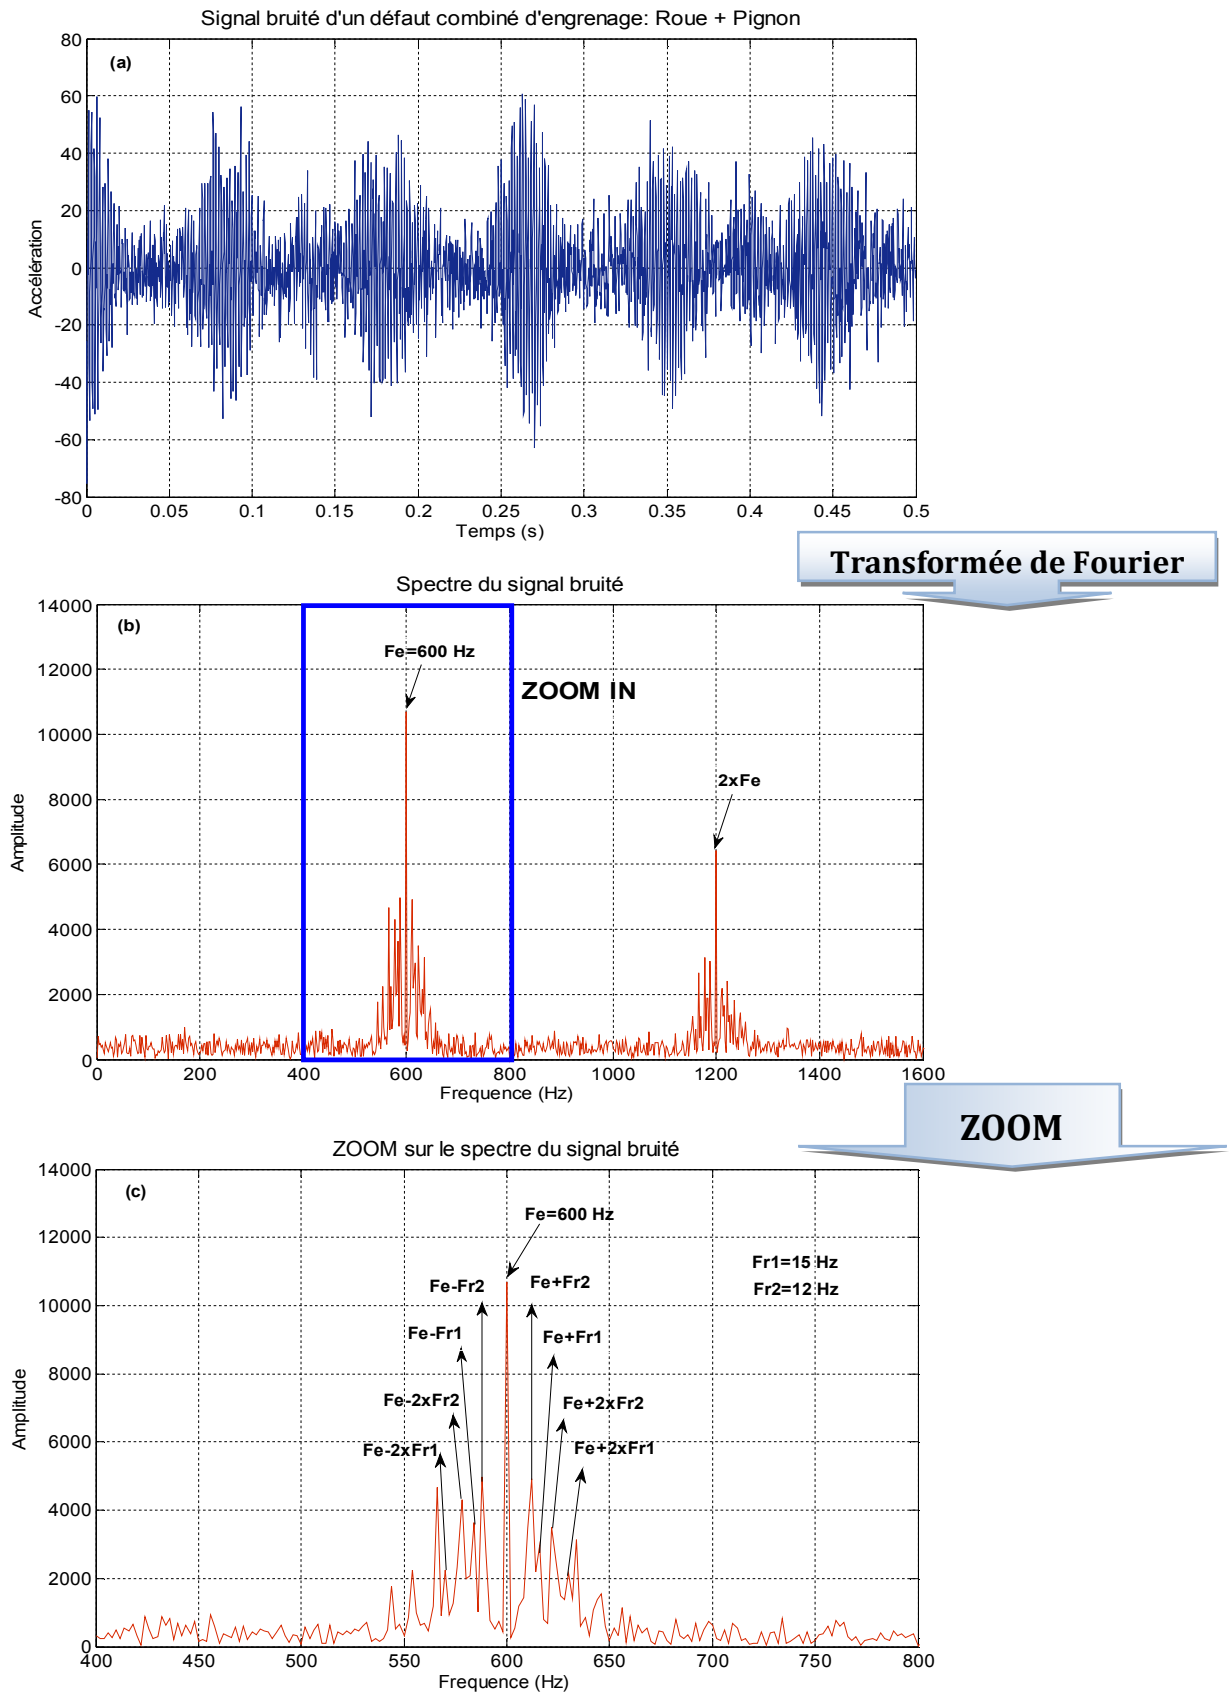 Signal bruité d'un défaut combiné d'engrenage: Roue + Pignon
(a)
80
60
40
20
0
-20
-40
-60
-80
Accélération
0 0.05 0.1 0.15 0.2 0.25 0.3 0.35 0.4 0.45 0.5
Temps (s)
Transformée de Fourier
Spectre du signal bruité
(b)
14000
12000
10000
8000
6000
4000
2000
0
Amplitude
Fe=600 Hz
ZOOM IN
2xFe
0 200 400 600 800 1000 1200 1400 1600
Frequence (Hz)
ZOOM
ZOOM sur le spectre du signal bruité
(c)
14000
12000
10000
8000
6000
4000
2000
0
Amplitude
Fe=600 Hz
Fr1=15 Hz
Fr2=12 Hz
Fe-Fr2
Fe+Fr2
Fe-Fr1
Fe+Fr1
Fe-2xFr2
Fe+2xFr2
Fe-2xFr1
Fe+2xFr1
400 450 500 550 600 650 700 750 800
Frequence (Hz)